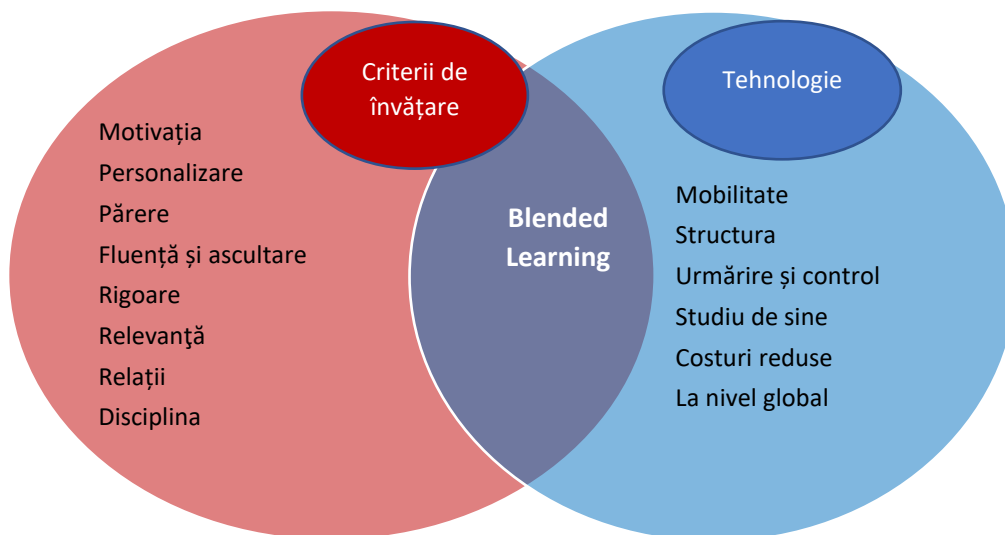 Criterii de
învățare
Motivația
Personalizare
Părere
Fluență și ascultare
Rigoare
Relevanţă
Relații
Disciplina
Blended
Learning
Tehnologie
Mobilitate
Structura
Urmărire și control
Studiu de sine
Costuri reduse
La nivel global